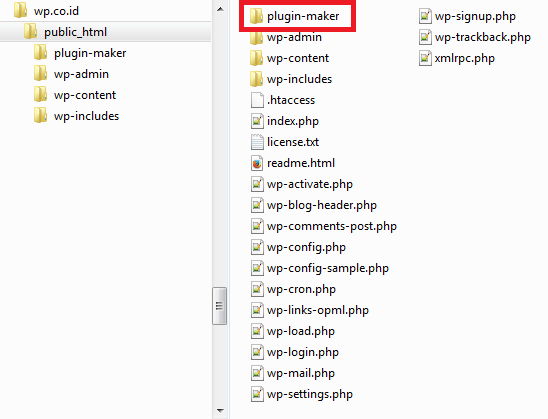 wp.co.id
public_html
plugin-maker
wp-admin
wp-content
wp-includes
plugin-maker
wp-admin
wp-content
wp-includes
.htaccess
index.php
license.txt
readme.html
wp-activate.php
wp-blog-header.php
wp-comments-post.php
wp-config.php
wp-config-sample.php
wp-cron.php
wp-links-opml.php
wp-load.php
wp-login.php
wp-mail.php
wp-settings.php
wp-signup.php
wp-trackback.php
xmlrpc.php